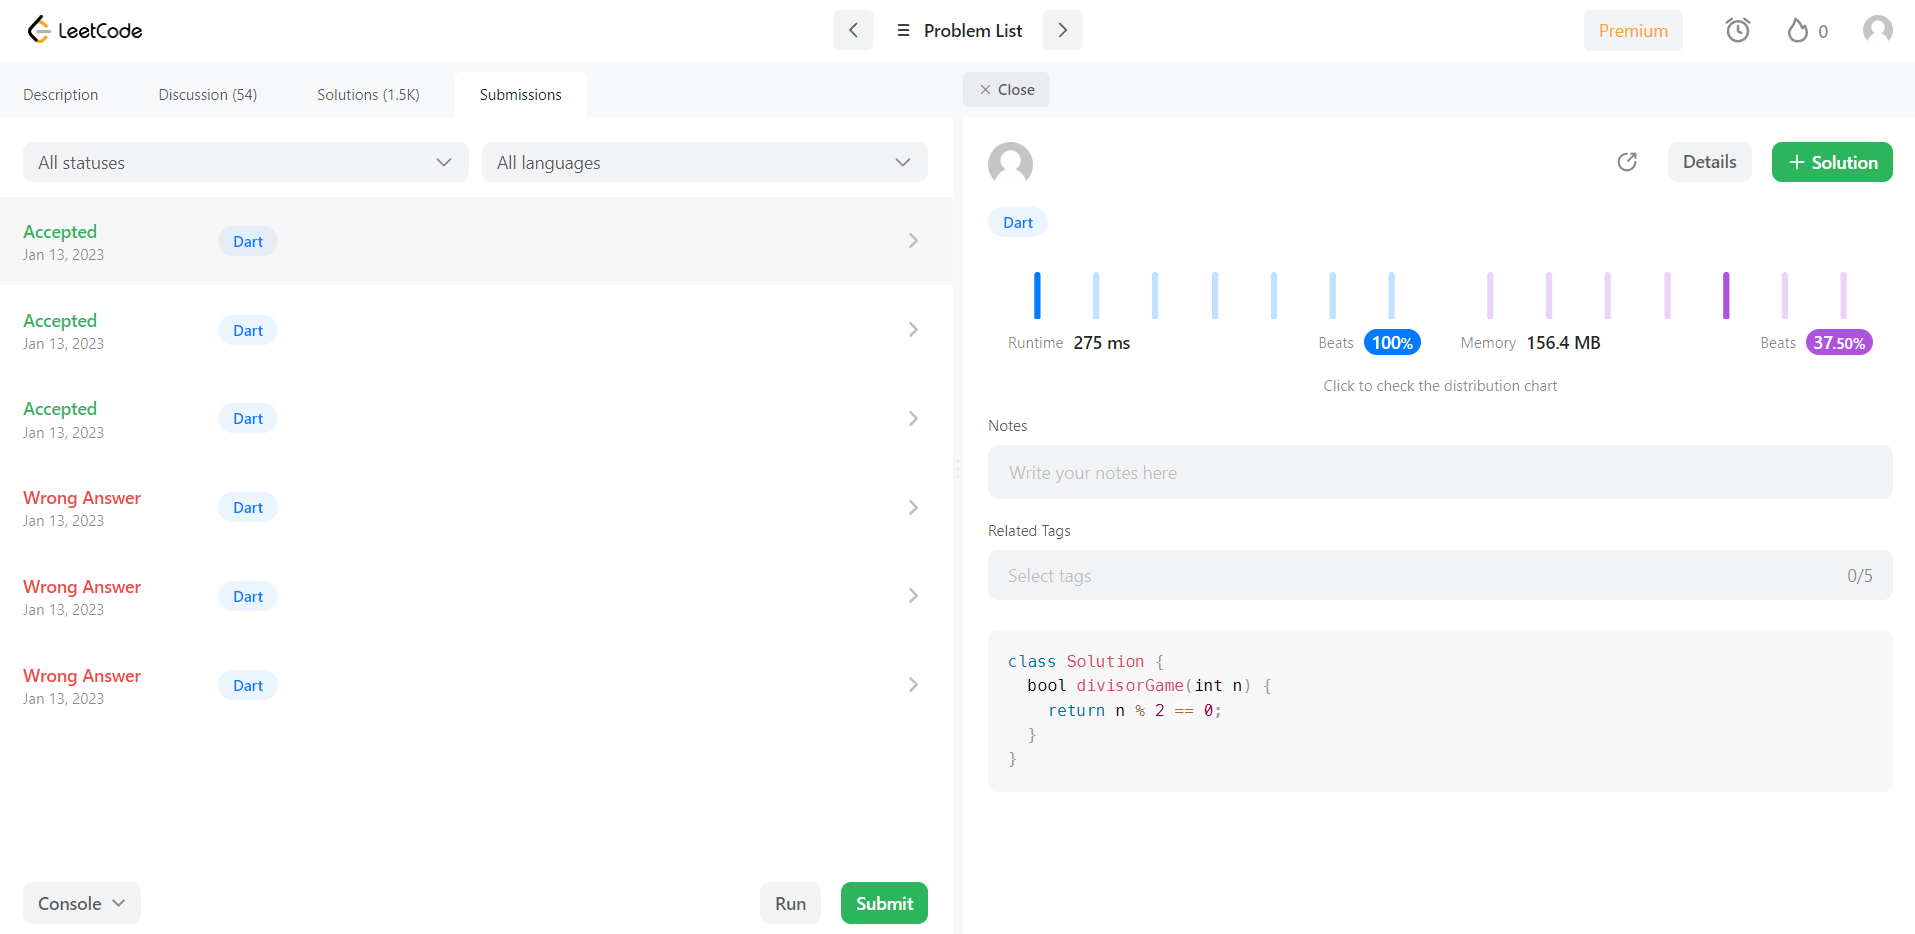 LeetCode
Problem List
Premium
0
Description
Discussion (54)
Solutions (1.5K)
Submissions
Close
All statuses
All languages
Accepted
Jan 13, 2023
Dart
Accepted
Jan 13, 2023
Dart
Accepted
Jan 13, 2023
Dart
Wrong Answer
Jan 13, 2023
Dart
Wrong Answer
Jan 13, 2023
Dart
Wrong Answer
Jan 13, 2023
Dart
Console
Run
Submit
Details
+ Solution
Dart
Runtime 275 ms
Beats 100%
Memory 156.4 MB
Beats 37.50%
Click to check the distribution chart
Notes
Write your notes here
Related Tags
Select tags
0/5
class Solution {
  bool divisorGame(int n) {
    return n % 2 == 0;
  }
}